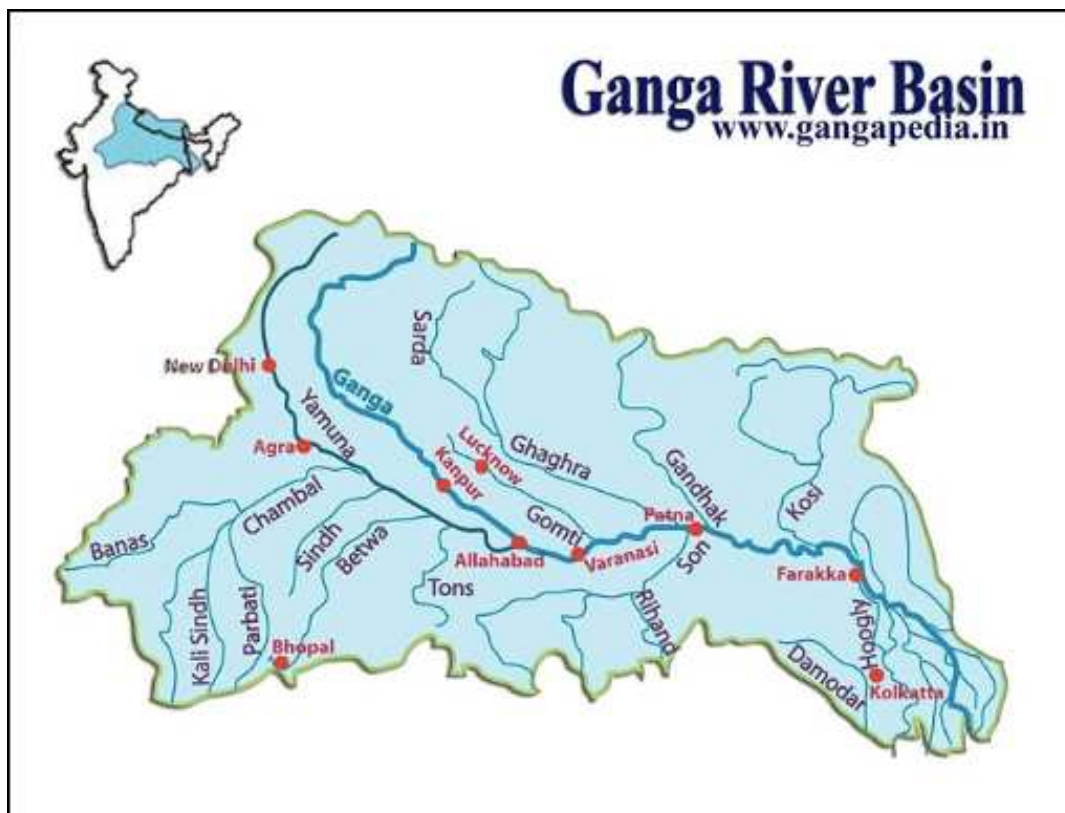 Ganga River Basin
www.gangapedia.in
Sarda
New Delhi
Ganga
Yamuna
Agra
Lucknow
Kanpur
Ghaghra
Gandhak
Chambal
Kosi
Banas
Sindh
Betwa
Gomti
Patna
Allahabad
Varanasi
Son
Farakka
Tons
Kali Sindh
Parbati
Rihand
Hoogly
Bhopal
Damodar
Kolkatta